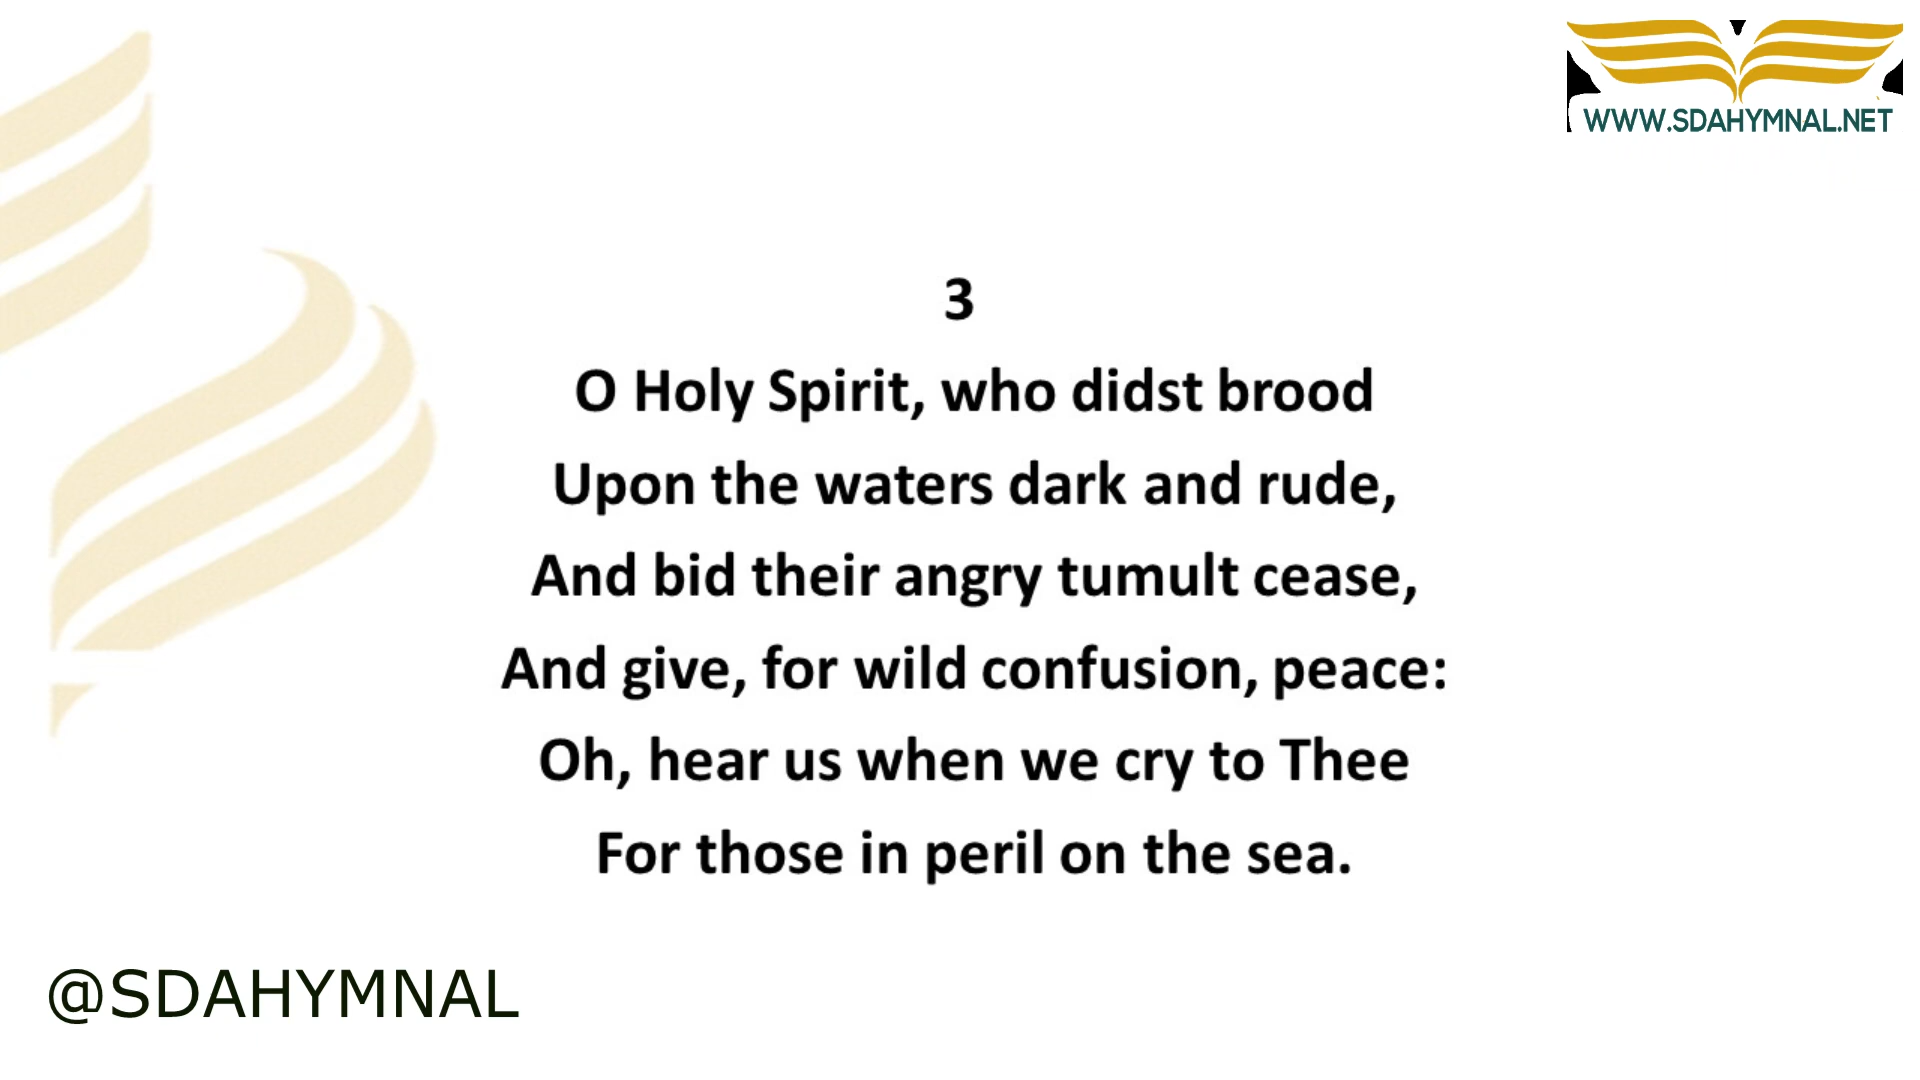 WWW.SDAHYMNAL.NET
3
O Holy Spirit, who didst brood
Upon the waters dark and rude,
And bid their angry tumult cease,
And give, for wild confusion, peace:
Oh, hear us when we cry to Thee
For those in peril on the sea.
@SDAHYMNAL